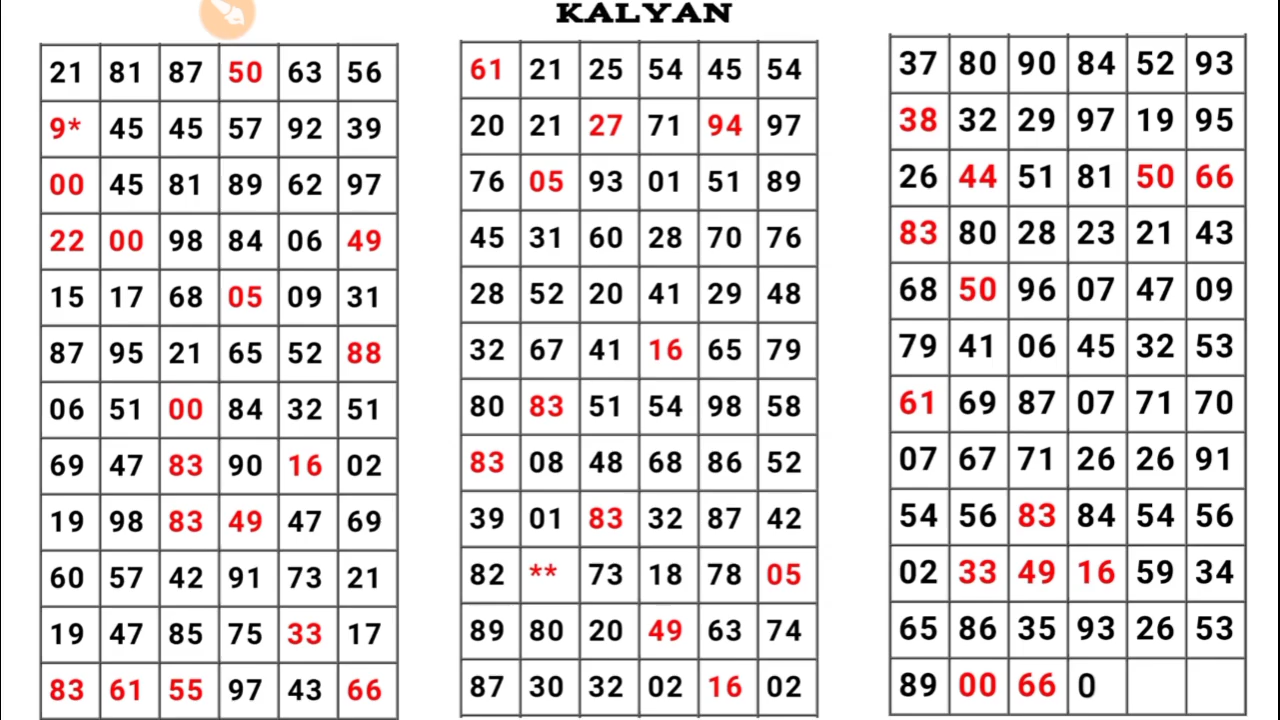 KALYAN
21 81 87 50 63 56
9* 45 45 57 92 39
00 45 81 89 62 97
22 00 98 84 06 49
15 17 68 05 09 31
87 95 21 65 52 88
06 51 00 84 32 51
69 47 83 90 16 02
19 98 83 49 47 69
60 57 42 91 73 21
19 47 85 75 33 17
83 61 55 97 43 66
61 21 25 54 45 54
20 21 27 71 94 97
76 05 93 01 51 89
45 31 60 28 70 76
28 52 20 41 29 48
32 67 41 16 65 79
80 83 51 54 98 58
83 08 48 68 86 52
39 01 83 32 87 42
82 ** 73 18 78 05
89 80 20 49 63 74
87 30 32 02 16 02
37 80 90 84 52 93
38 32 29 97 19 95
26 44 51 81 50 66
83 80 28 23 21 43
68 50 96 07 47 09
79 41 06 45 32 53
61 69 87 07 71 70
07 67 71 26 26 91
54 56 83 84 54 56
02 33 49 16 59 34
65 86 35 93 26 53
89 00 66 0